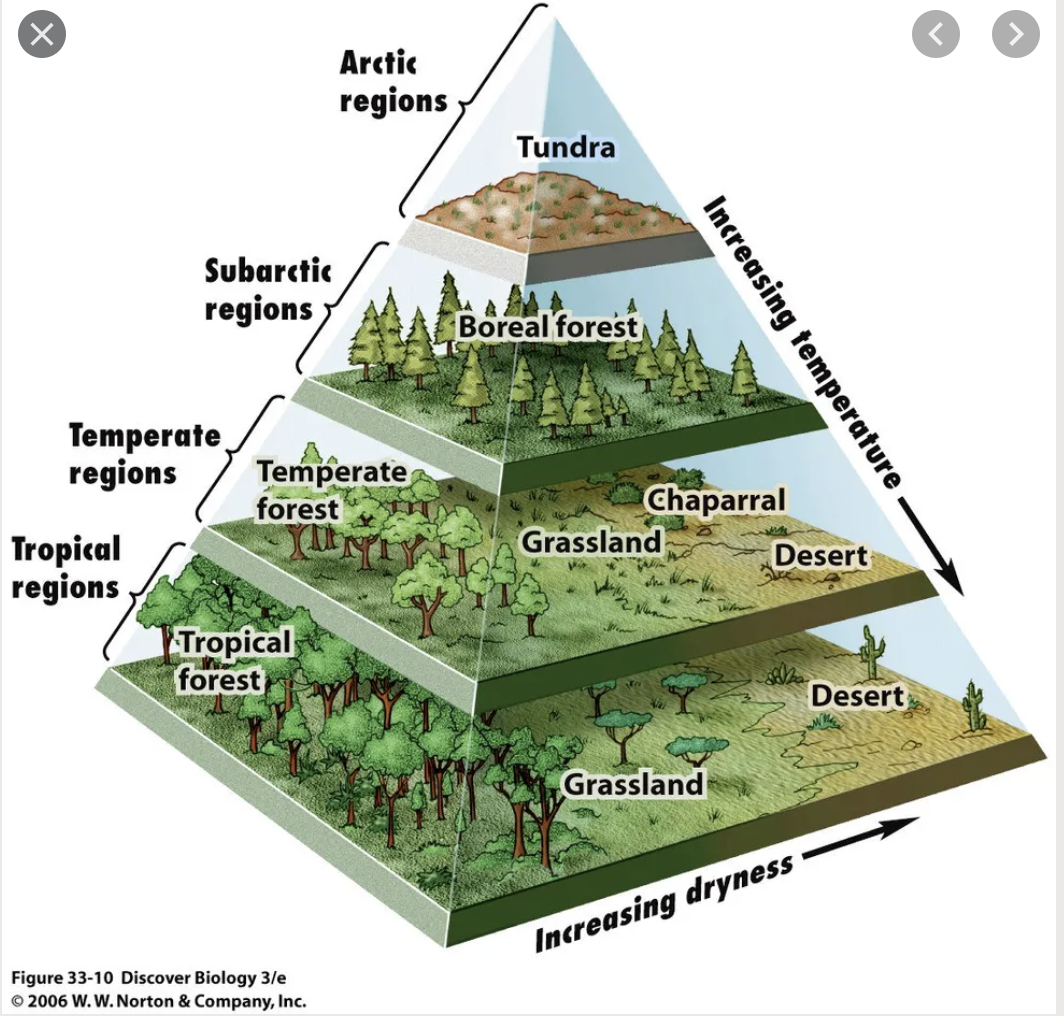 Arctic
regions
Tundra
Increasing temperature
Subarctic
regions
Boreal forest
Temperate
regions
Temperate
forest
Chaparral
Grassland
Desert
Tropical
regions
Tropical
forest
Desert
Grassland
Increasing dryness
Figure 33-10 Discover Biology 3/e
© 2006 W. W. Norton & Company, Inc.